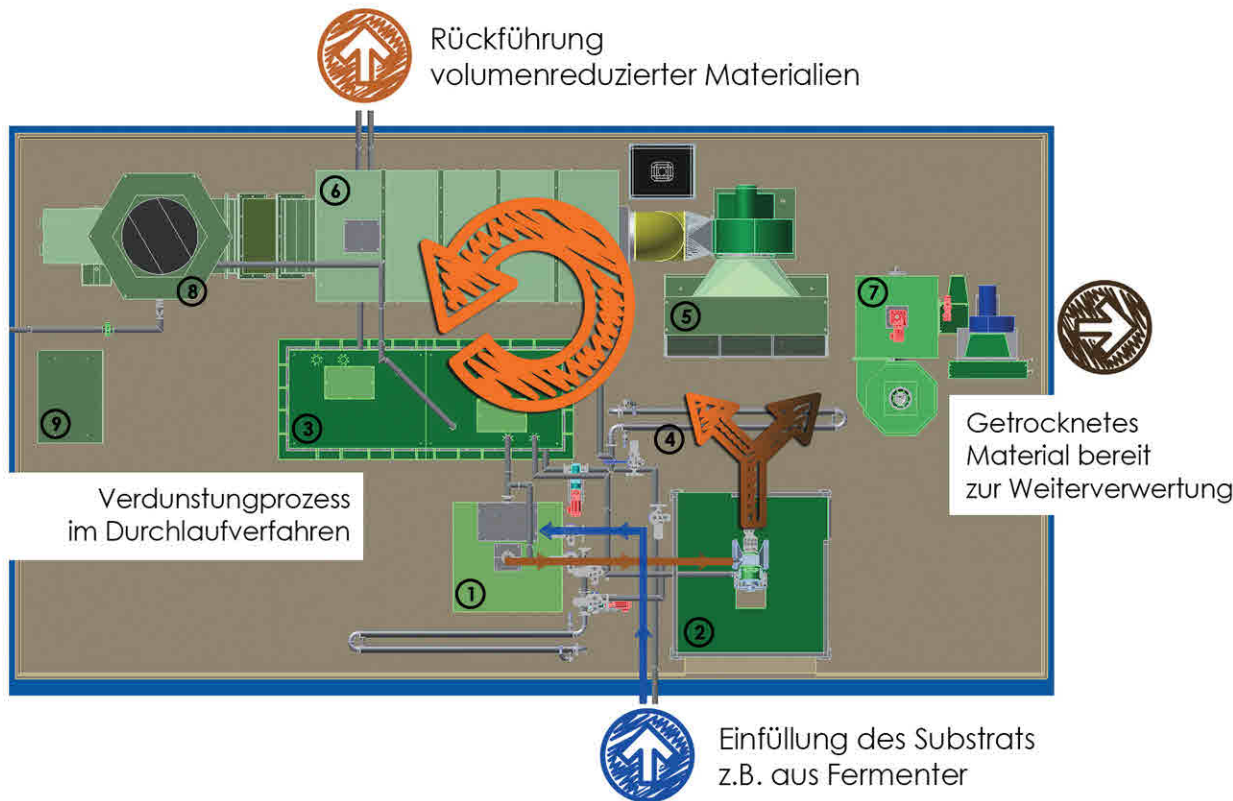 Rückführung
volumenreduzierter Materialien
6
8
7
5
9
3
4
Getrocknetes
Material bereit
zur Weiterverwertung
Verdunstungprozess
im Durchlaufverfahren
1
2
Einfüllung des Substrats
z.B. aus Fermenter